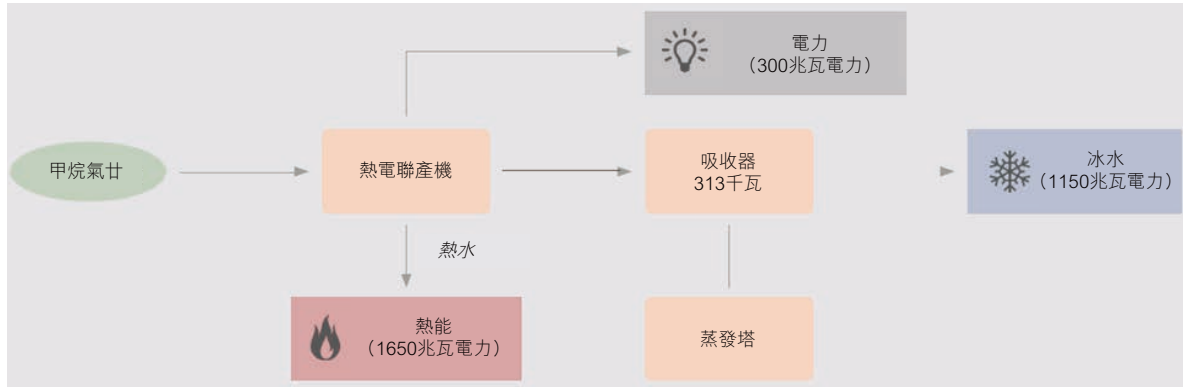 電力
（300兆瓦電力）
甲烷氣廿
熱電聯產機
吸收器
313千瓦
冰水
（1150兆瓦電力）
熱水
熱能
（1650兆瓦電力）
蒸發塔